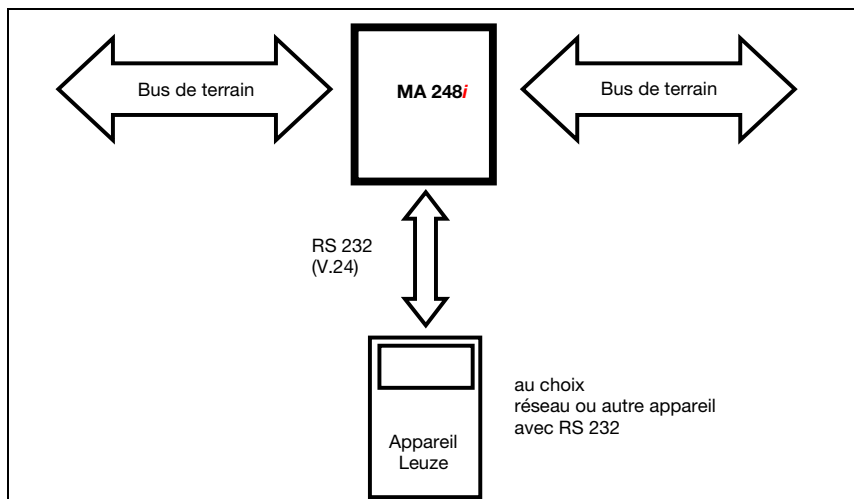 Bus de terrain
MA 248i
Bus de terrain
RS 232
(V.24)
Appareil
Leuze
au choix
réseau ou autre appareil
avec RS 232